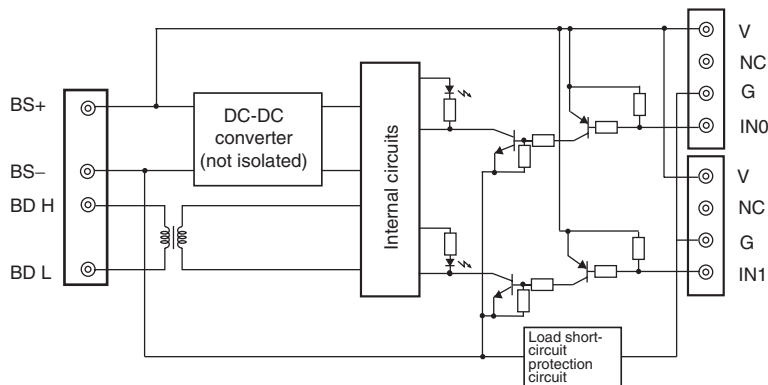 BS+
BS−
BD H
BD L
DC-DC
converter
(not isolated)
Internal circuits
Load short-
circuit
protection
circuit
V
NC
G
IN0
V
NC
G
IN1